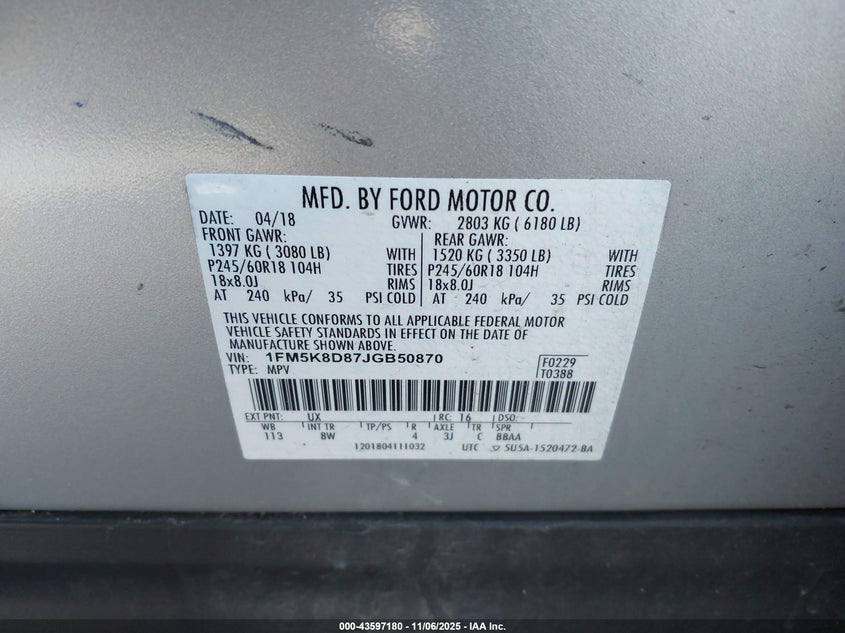 MFD. BY FORD MOTOR CO.
DATE: 04/18 GVWR: 2803 KG ( 6180 LB)
FRONT GAWR: REAR GAWR:
1397 KG ( 3080 LB) WITH 1520 KG ( 3350 LB) WITH
P245/60R18 104H TIRES P245/60R18 104H TIRES
18x8.0J RIMS 18x8.0J RIMS
AT 240 kPa/ 35 PSI COLD AT 240 kPa/ 35 PSI COLD
THIS VEHICLE CONFORMS TO ALL APPLICABLE FEDERAL MOTOR
VEHICLE SAFETY STANDARDS IN EFFECT ON THE DATE OF
MANUFACTURE SHOWN ABOVE.
VIN: 1FM5K8D87JGB50870 F0229
TYPE: MPV T0388
EXT PNT: UX RC: 16 DSO:
WB INT TR TP/PS R AXLE TR SPR
113 8W 4 3J C BBAA
1201804111032 UTC 5U5A-1520472-BA
000-43597180 - 11/06/2025 - IAA Inc.